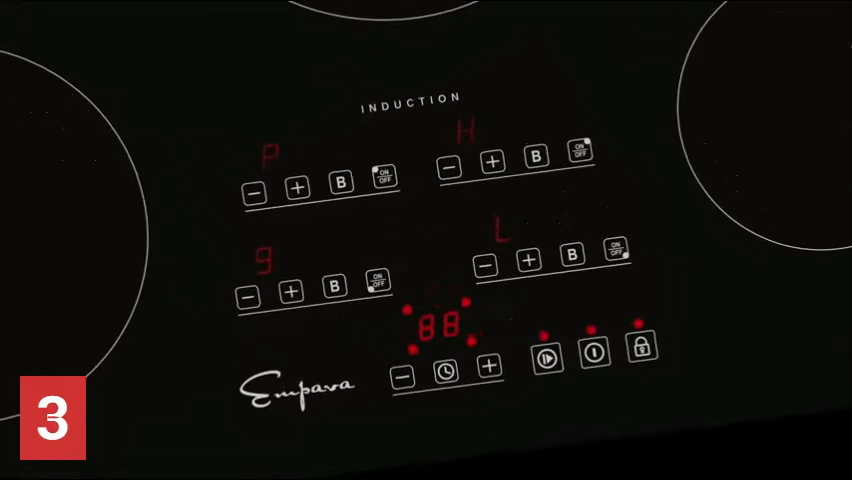 INDUCTION
P
H
− + B ON OFF
− + B ON OFF
9
L
− + B ON OFF
− + B ON OFF
88
− +
Empava
3